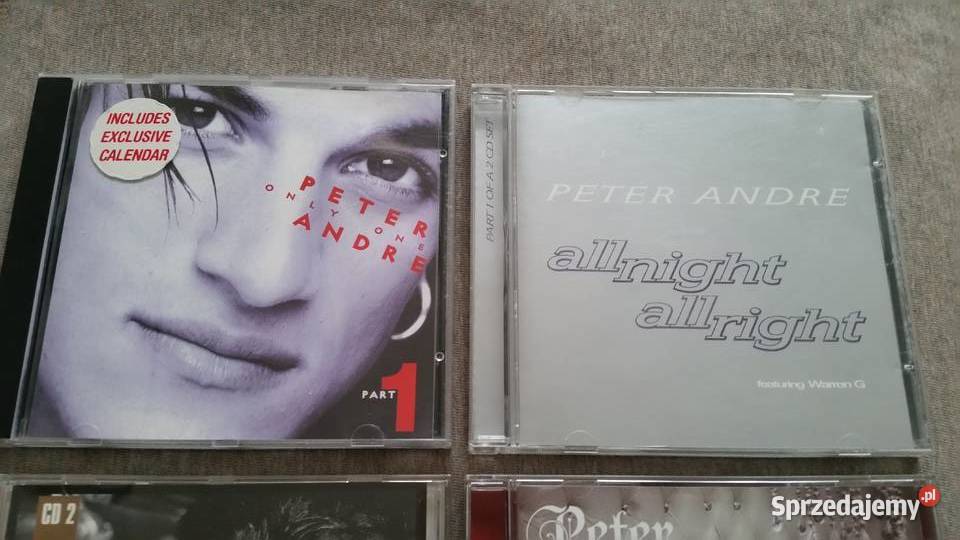 INCLUDES
EXCLUSIVE
CALENDAR
PETER
ONLY ONE
ANDRE
PART 1
PART 1 OF A 2 CD SET
PETER ANDRE
all night
all right
featuring Warren G
CD 2
Peter
Sprzedajemy.pl